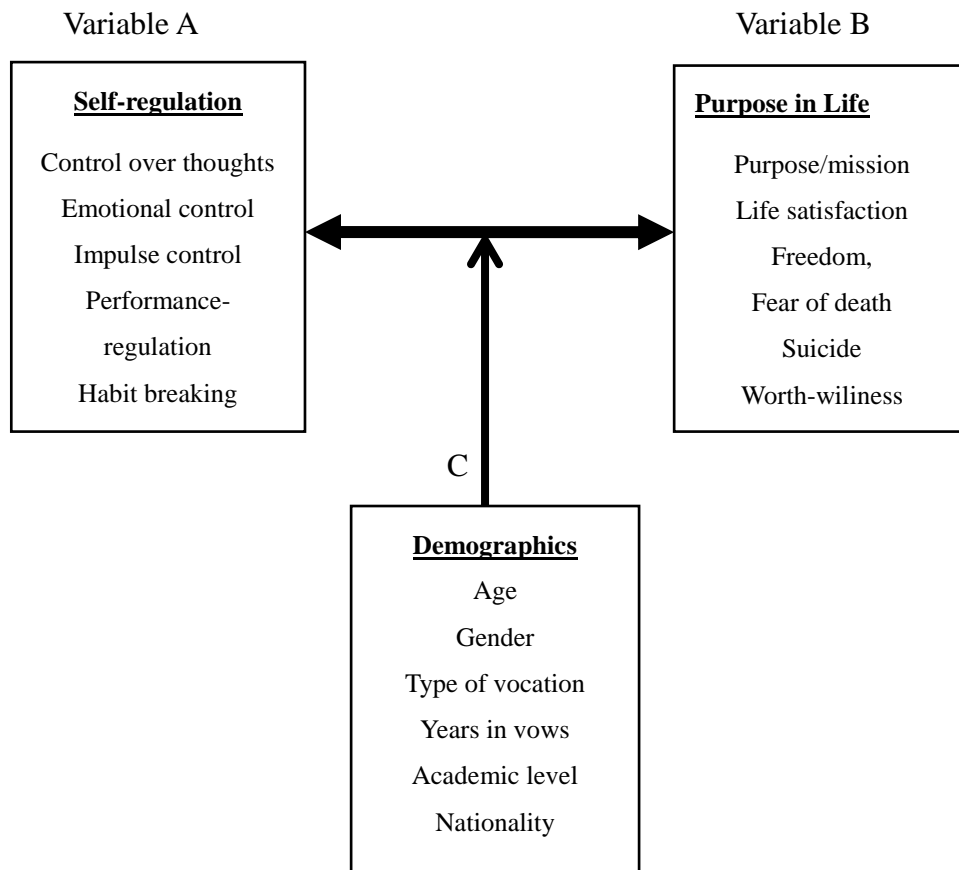 Variable A
Variable B
Self-regulation
Control over thoughts
Emotional control
Impulse control
Performance-
regulation
Habit breaking
Purpose in Life
Purpose/mission
Life satisfaction
Freedom,
Fear of death
Suicide
Worth-wiliness
C
Demographics
Age
Gender
Type of vocation
Years in vows
Academic level
Nationality